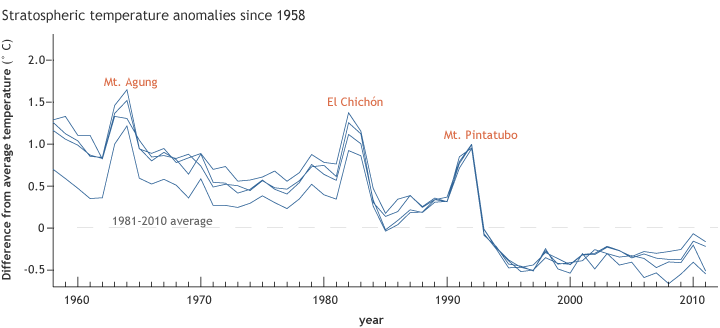 Stratospheric temperature anomalies since 1958
Difference from average temperature (° C)
2.0
1.5
1.0
0.5
0
-0.5
Mt. Agung
El Chichón
Mt. Pintatubo
1981-2010 average
1960
1970
1980
1990
2000
2010
year